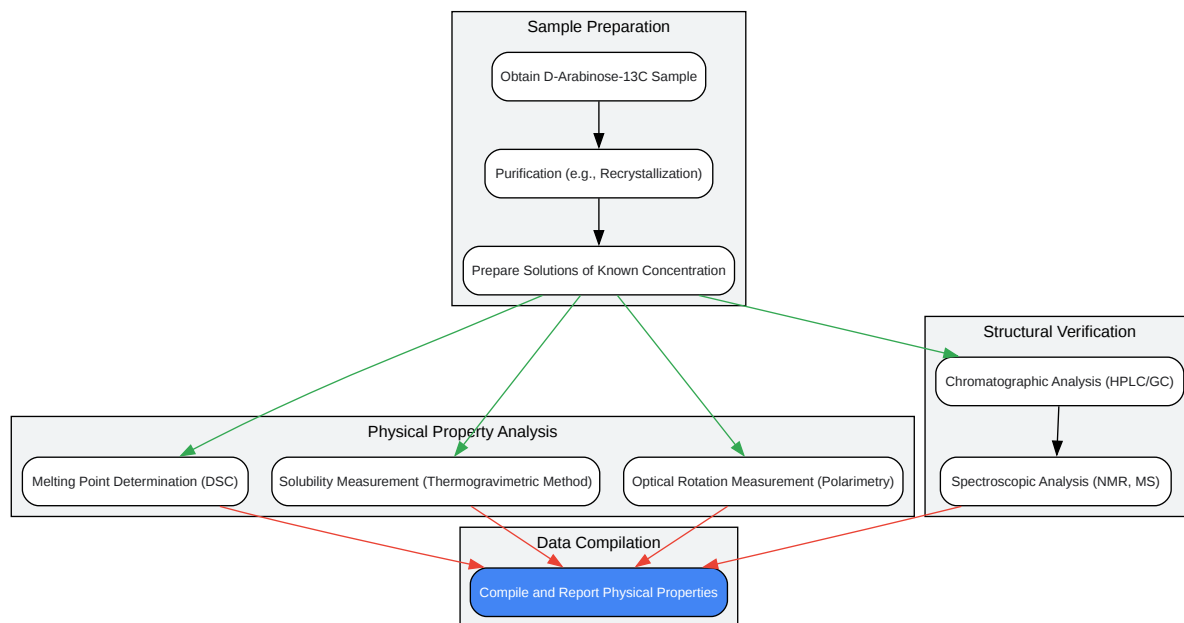 Sample Preparation
Obtain D-Arabinose-13C Sample
Purification (e.g., Recrystallization)
Prepare Solutions of Known Concentration
Structural Verification
Chromatographic Analysis (HPLC/GC)
Physical Property Analysis
Melting Point Determination (DSC)
Solubility Measurement (Thermogravimetric Method)
Optical Rotation Measurement (Polarimetry)
Spectroscopic Analysis (NMR, MS)
Data Compilation
Compile and Report Physical Properties